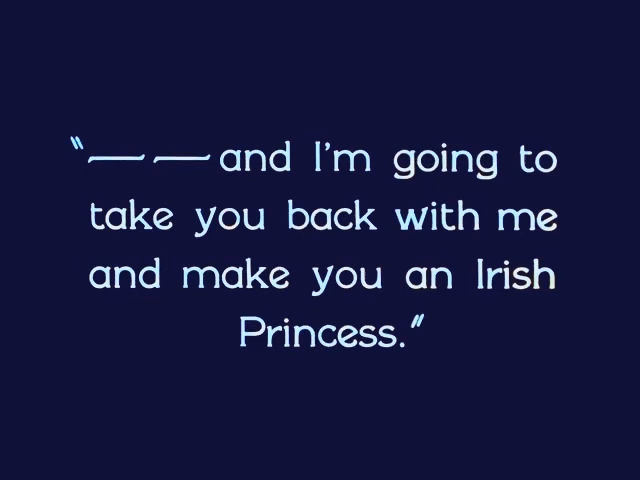 "— — and I'm going to
take you back with me
and make you an Irish
Princess."